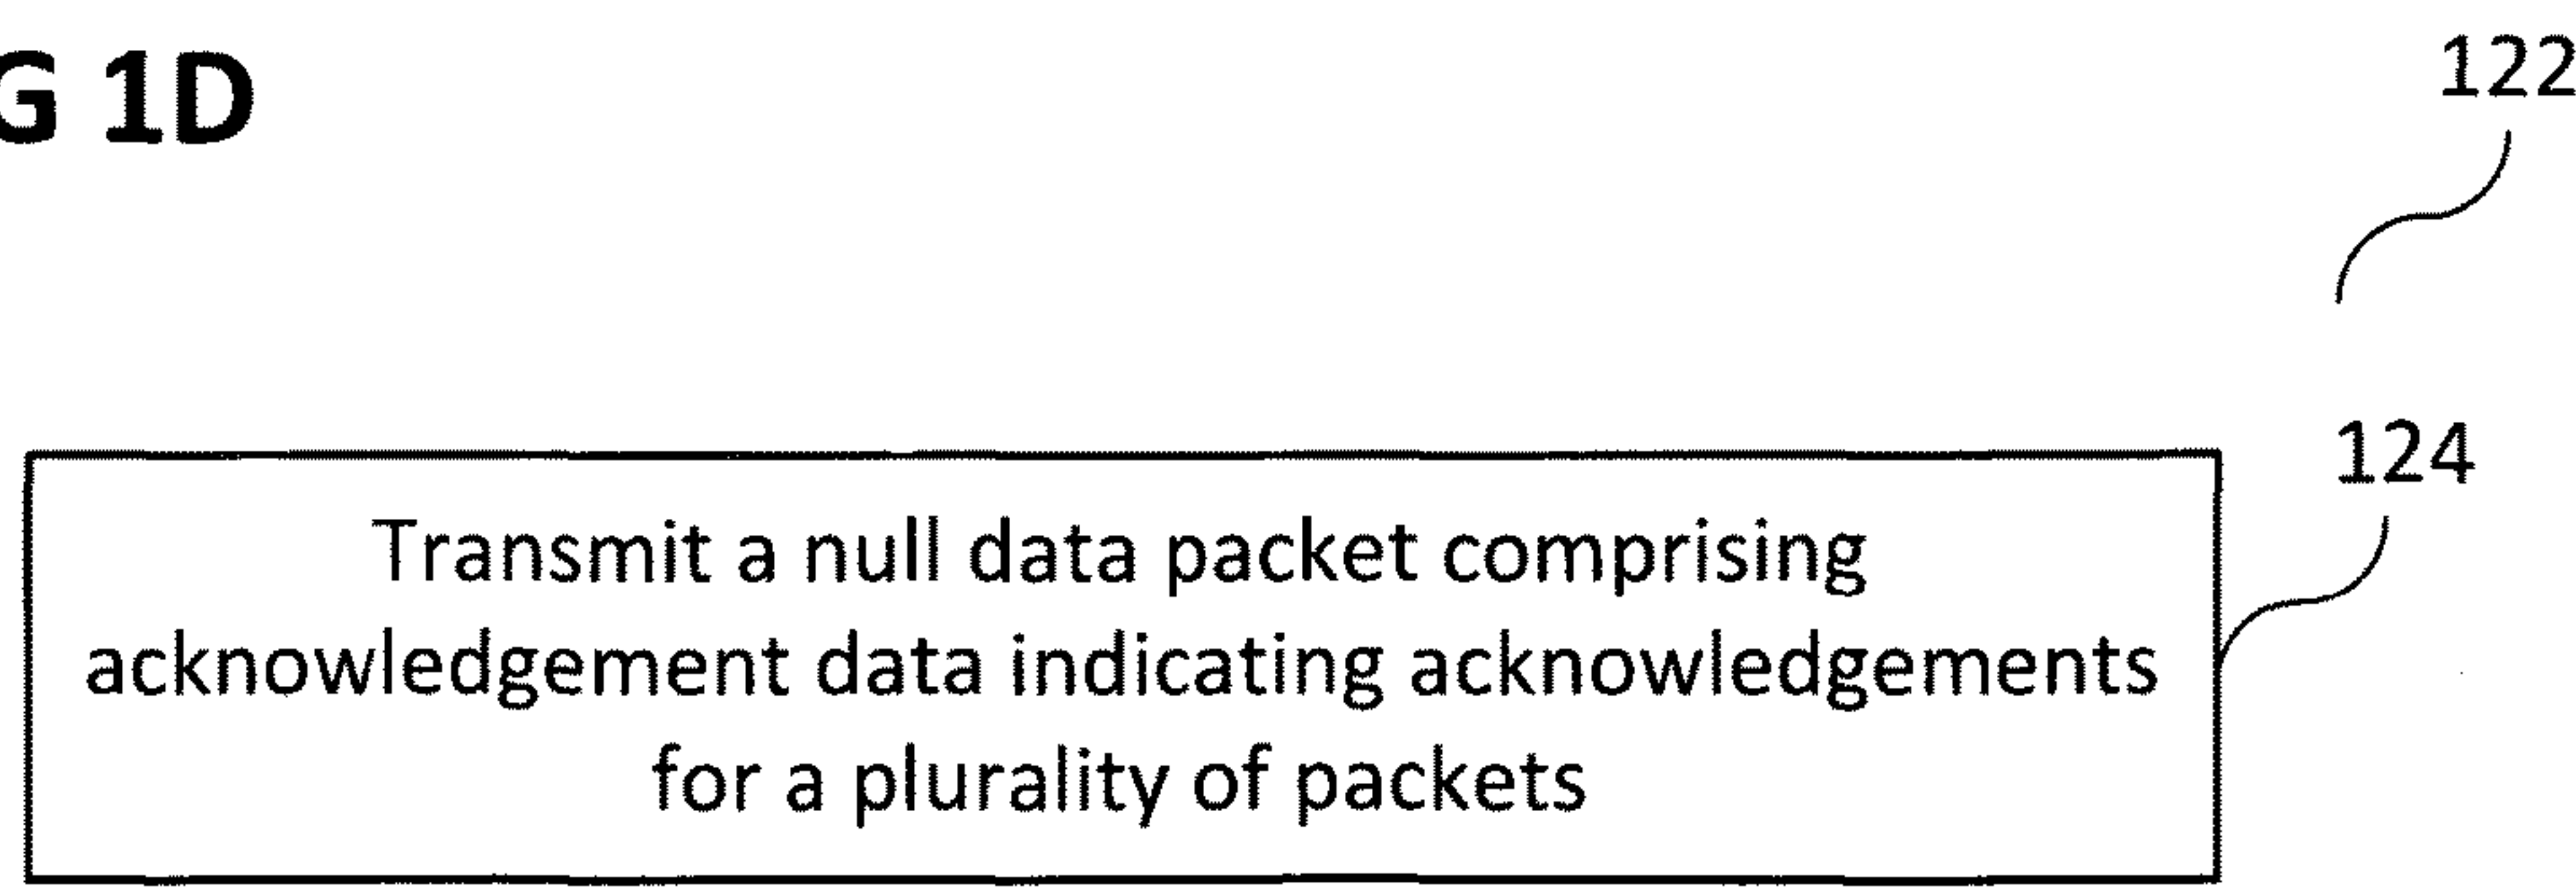 G 1D
122
124
Transmit a null data packet comprising
acknowledgement data indicating acknowledgements
for a plurality of packets